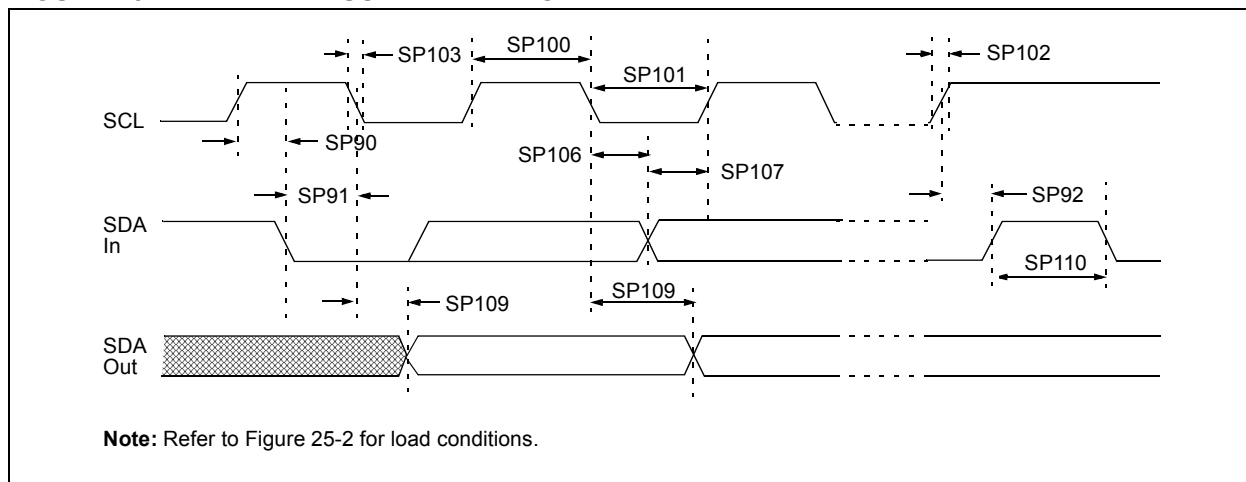 SP103
SP100
SP101
SP102
SCL
SP90
SP106
SP107
SP91
SP92
SDA
In
SP110
SP109
SP109
SDA
Out
Note: Refer to Figure 25-2 for load conditions.